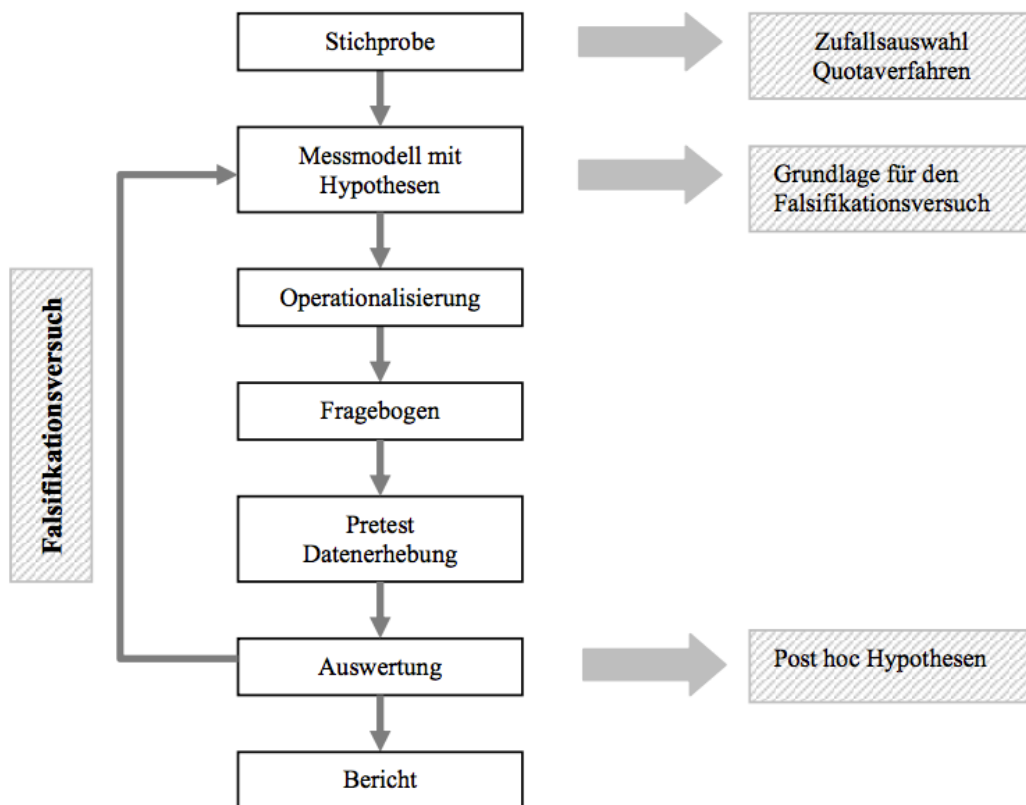 Stichprobe
Zufallsauswahl
Quotaverfahren
Messmodell mit
Hypothesen
Grundlage für den
Falsifikationsversuch
Operationalisierung
Falsifikationsversuch
Fragebogen
Pretest
Datenerhebung
Auswertung
Post hoc Hypothesen
Bericht